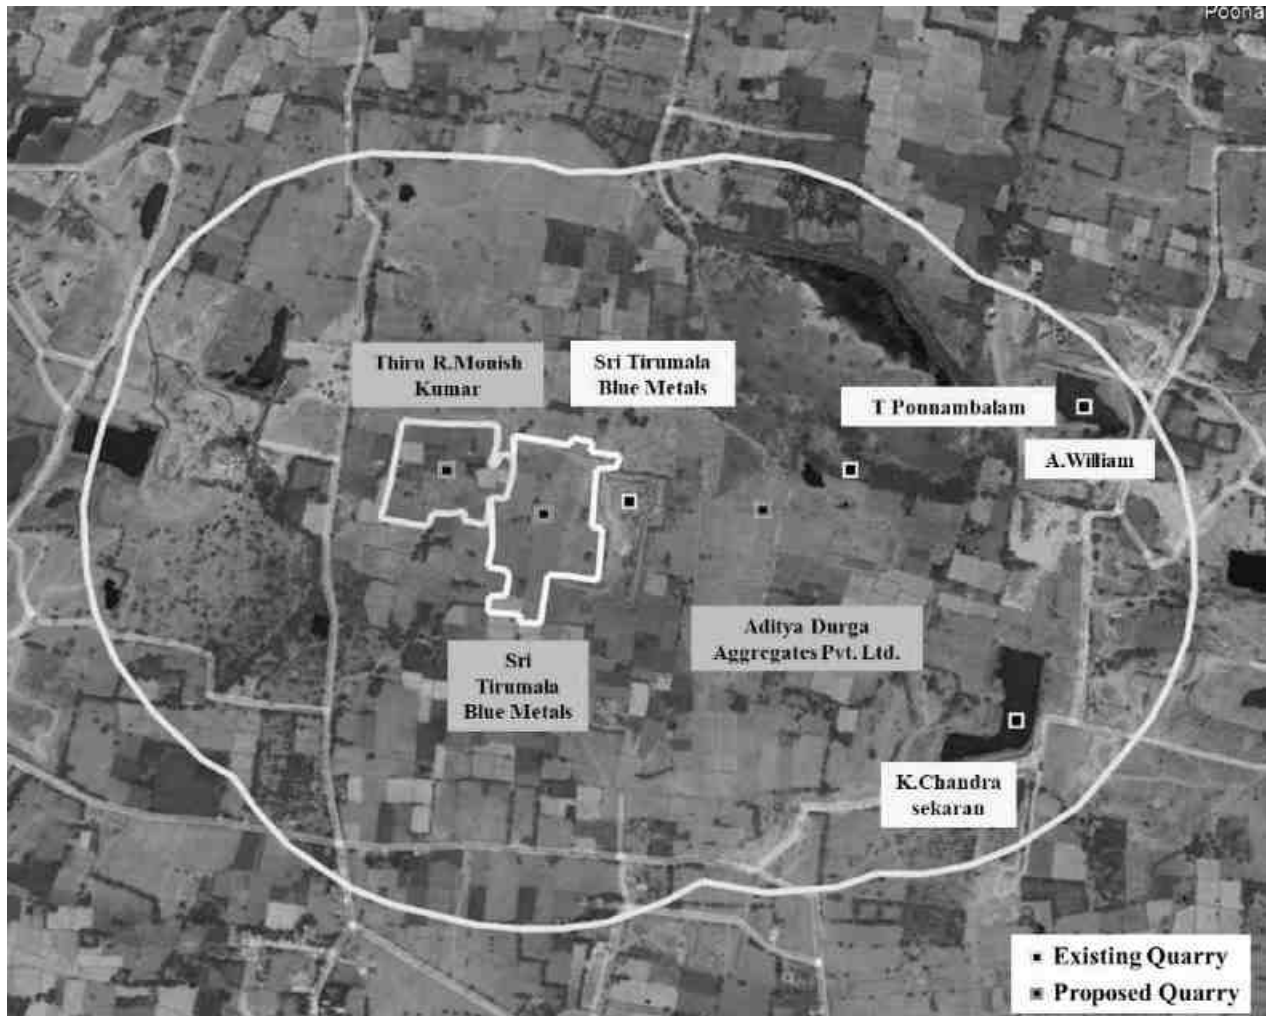 Poona
Thiru R.Monish
Kumar
Sri Tirumala
Blue Metals
T Ponnambalam
A.William
Aditya Durga
Aggregates Pvt. Ltd.
Sri
Tirumala
Blue Metals
K.Chandra
sekaran
Existing Quarry
Proposed Quarry